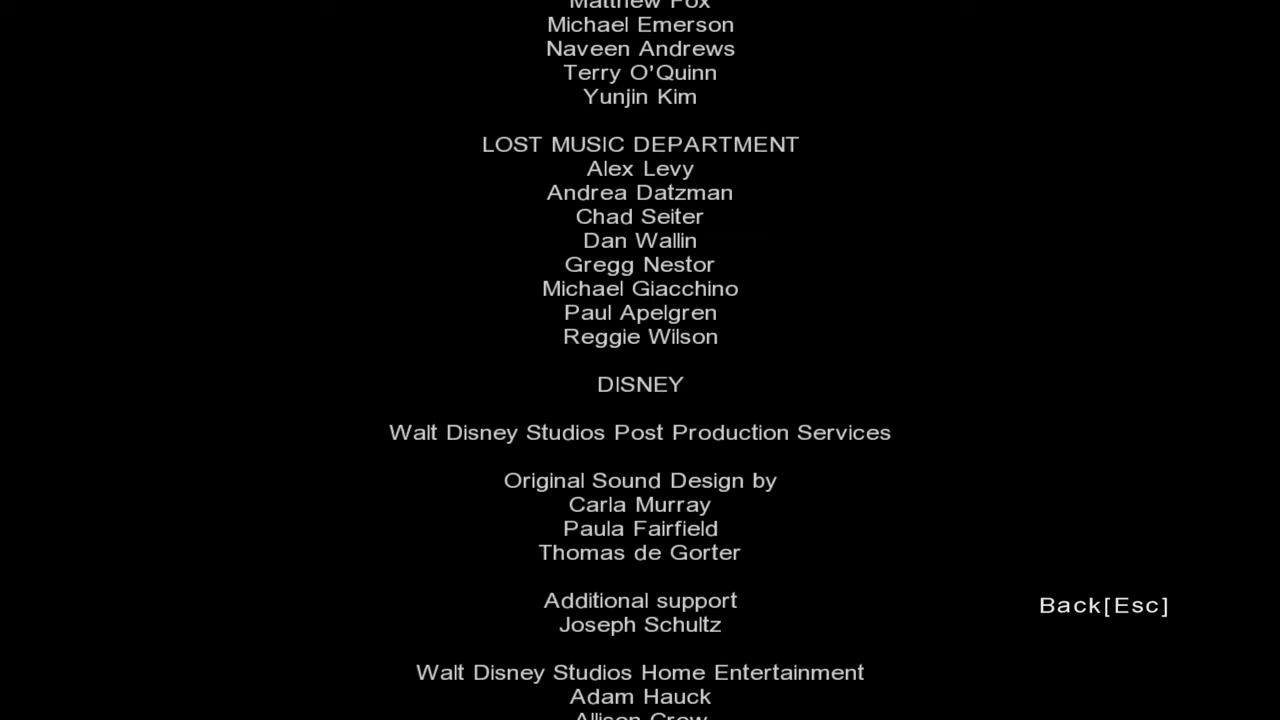 Matthew Fox
Michael Emerson
Naveen Andrews
Terry O'Quinn
Yunjin Kim
LOST MUSIC DEPARTMENT
Alex Levy
Andrea Datzman
Chad Seiter
Dan Wallin
Gregg Nestor
Michael Giacchino
Paul Apelgren
Reggie Wilson
DISNEY
Walt Disney Studios Post Production Services
Original Sound Design by
Carla Murray
Paula Fairfield
Thomas de Gorter
Additional support
Joseph Schultz
Back[Esc]
Walt Disney Studios Home Entertainment
Adam Hauck
Allison Crow